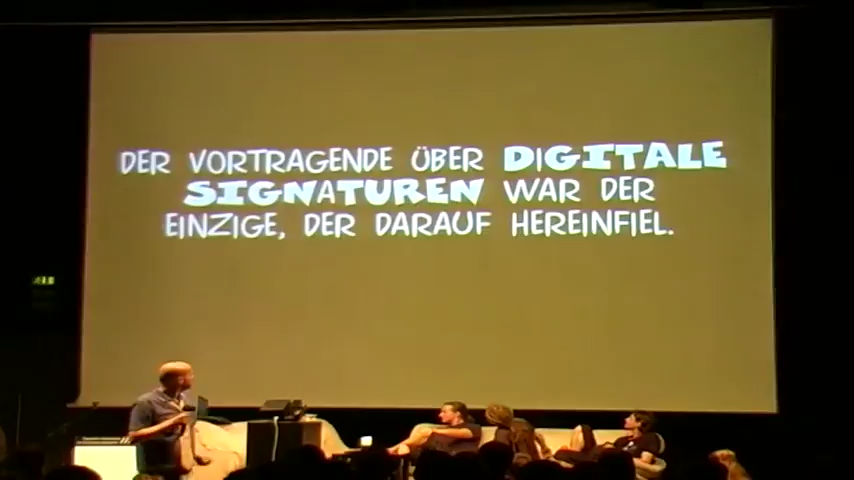 DER VORTRAGENDE ÜBER DIGITALE
SIGNATUREN WAR DER
EINZIGE, DER DARAUF HEREINFIEL.